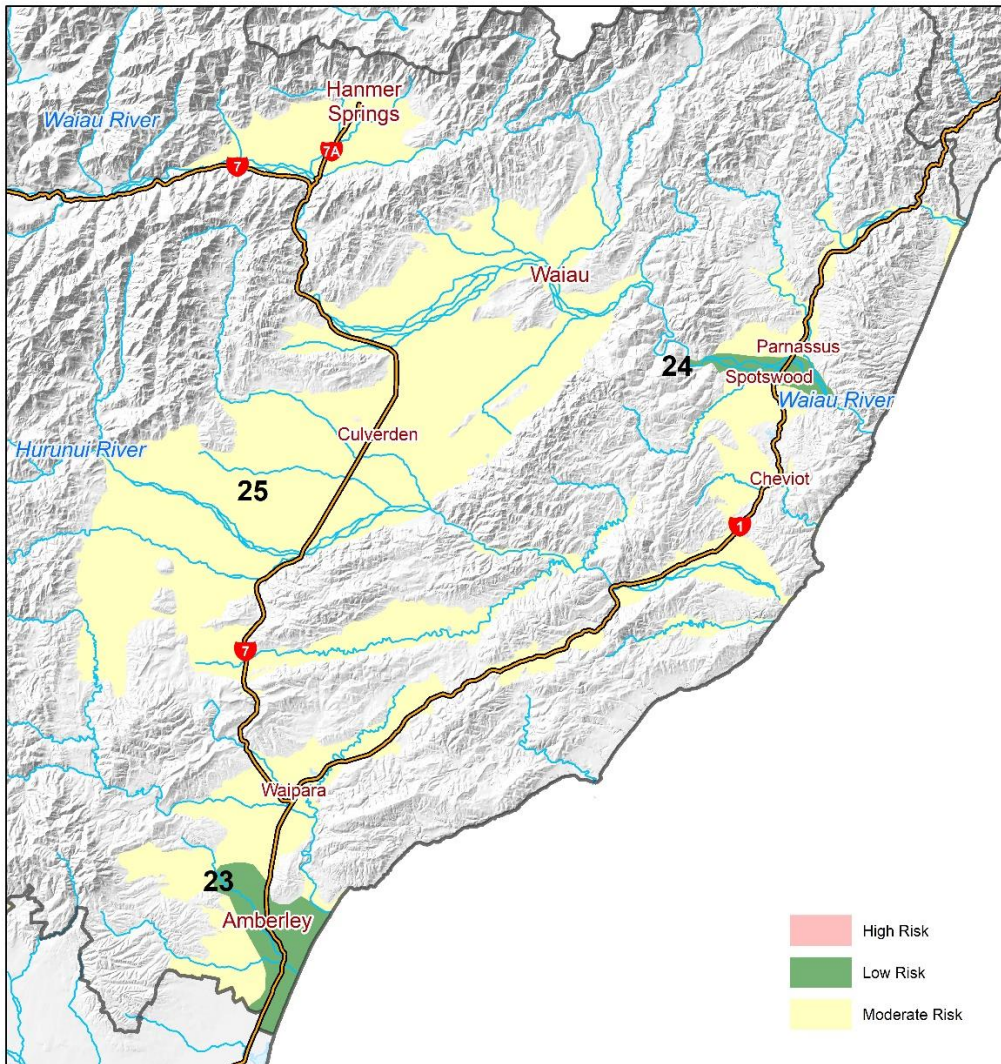 Hanmer
Springs
Waiau River
7A
7
Waiau
Parnassus
24
Spotswood
Waiau River
Culverden
Hurunui River
25
Cheviot
1
7
Waipara
23
Amberley
High Risk
Low Risk
Moderate Risk